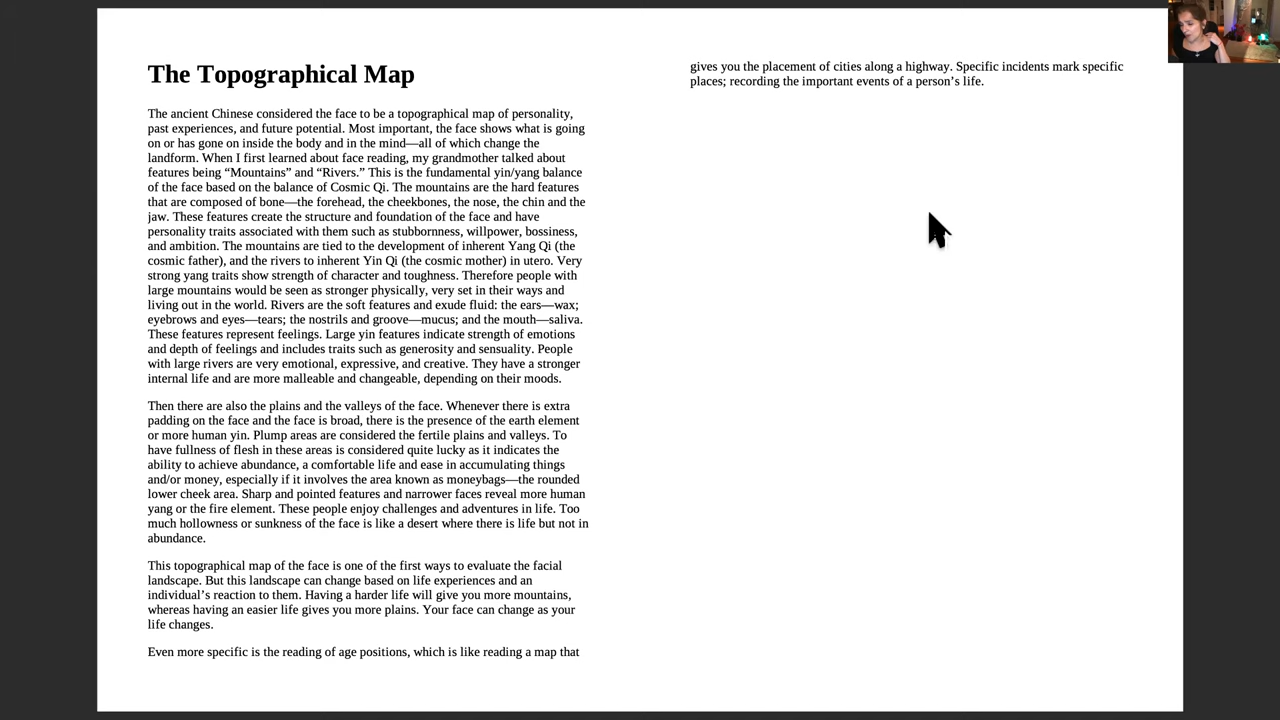 The Topographical Map
The ancient Chinese considered the face to be a topographical map of personality,
past experiences, and future potential. Most important, the face shows what is going
on or has gone on inside the body and in the mind—all of which change the
landform. When I first learned about face reading, my grandmother talked about
features being “Mountains” and “Rivers.” This is the fundamental yin/yang balance
of the face based on the balance of Cosmic Qi. The mountains are the hard features
that are composed of bone—the forehead, the cheekbones, the nose, the chin and the
jaw. These features create the structure and foundation of the face and have
personality traits associated with them such as stubbornness, willpower, bossiness,
and ambition. The mountains are tied to the development of inherent Yang Qi (the
cosmic father), and the rivers to inherent Yin Qi (the cosmic mother) in utero. Very
strong yang traits show strength of character and toughness. Therefore people with
large mountains would be seen as stronger physically, very set in their ways and
living out in the world. Rivers are the soft features and exude fluid: the ears—wax;
eyebrows and eyes—tears; the nostrils and groove—mucus; and the mouth—saliva.
These features represent feelings. Large yin features indicate strength of emotions
and depth of feelings and includes traits such as generosity and sensuality. People
with large rivers are very emotional, expressive, and creative. They have a stronger
internal life and are more malleable and changeable, depending on their moods.
Then there are also the plains and the valleys of the face. Whenever there is extra
padding on the face and the face is broad, there is the presence of the earth element
or more human yin. Plump areas are considered the fertile plains and valleys. To
have fullness of flesh in these areas is considered quite lucky as it indicates the
ability to achieve abundance, a comfortable life and ease in accumulating things
and/or money, especially if it involves the area known as moneybags—the rounded
lower cheek area. Sharp and pointed features and narrower faces reveal more human
yang or the fire element. These people enjoy challenges and adventures in life. Too
much hollowness or sunkness of the face is like a desert where there is life but not in
abundance.
This topographical map of the face is one of the first ways to evaluate the facial
landscape. But this landscape can change based on life experiences and an
individual’s reaction to them. Having a harder life will give you more mountains,
whereas having an easier life gives you more plains. Your face can change as your
life changes.
Even more specific is the reading of age positions, which is like reading a map that
gives you the placement of cities along a highway. Specific incidents mark specific
places; recording the important events of a person’s life.